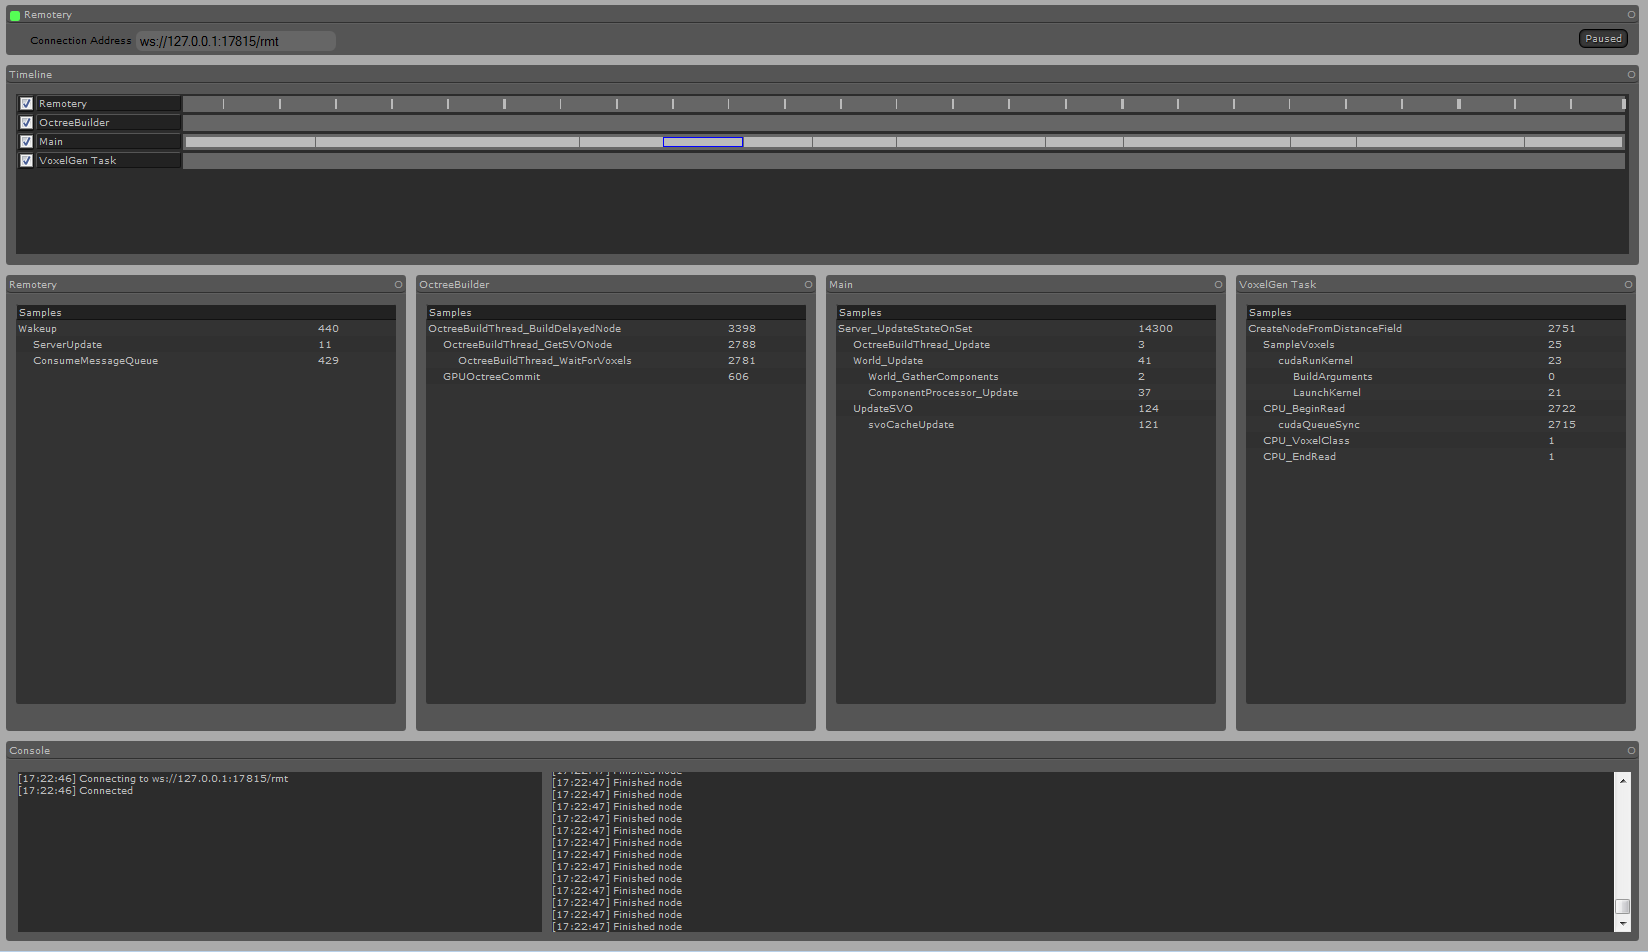 Remotery
Connection Address ws://127.0.0.1:17815/rmt Paused
Timeline
Remotery
OctreeBuilder
Main
VoxelGen Task
Remotery
Samples
Wakeup 440
ServerUpdate 11
ConsumeMessageQueue 429
OctreeBuilder
Samples
OctreeBuildThread_BuildDelayedNode 3398
OctreeBuildThread_GetSVONode 2788
OctreeBuildThread_WaitForVoxels 2781
GPUOctreeCommit 606
Main
Samples
Server_UpdateStateOnSet 14300
OctreeBuildThread_Update 3
World_Update 41
World_GatherComponents 2
ComponentProcessor_Update 37
UpdateSVO 124
svoCacheUpdate 121
VoxelGen Task
Samples
CreateNodeFromDistanceField 2751
SampleVoxels 25
cudaRunKernel 23
BuildArguments 0
LaunchKernel 21
CPU_BeginRead 2722
cudaQueueSync 2715
CPU_VoxelClass 1
CPU_EndRead 1
Console
[17:22:46] Connecting to ws://127.0.0.1:17815/rmt
[17:22:46] Connected
[17:22:47] Finished node
[17:22:47] Finished node
[17:22:47] Finished node
[17:22:47] Finished node
[17:22:47] Finished node
[17:22:47] Finished node
[17:22:47] Finished node
[17:22:47] Finished node
[17:22:47] Finished node
[17:22:47] Finished node
[17:22:47] Finished node
[17:22:47] Finished node
[17:22:47] Finished node
[17:22:47] Finished node